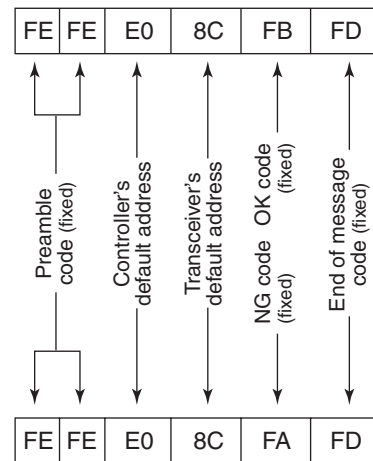 FE FE E0 8C FB FD
Preamble
code (fixed)
Controller's
default address
Transceiver's
default address
OK code
(fixed)
NG code
(fixed)
End of message
code (fixed)
FE FE E0 8C FA FD